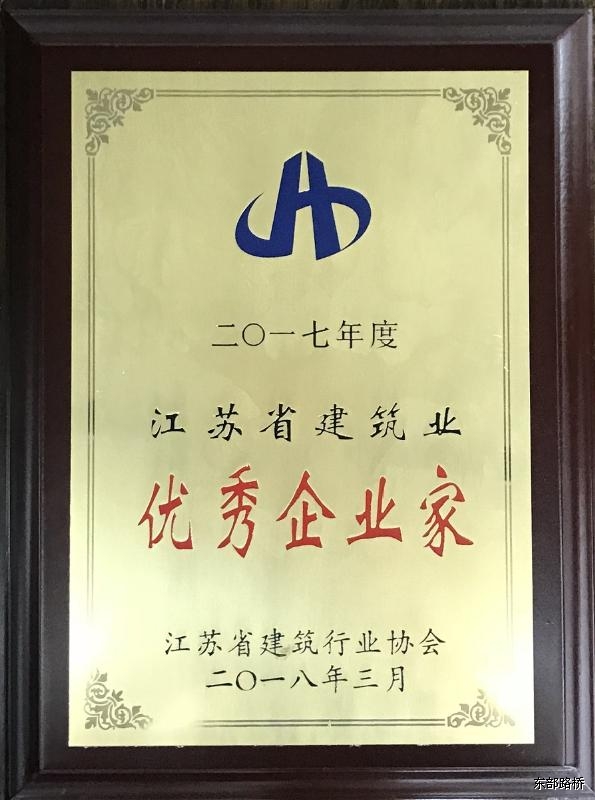 二〇一七年度
江苏省建筑业
优秀企业家
江苏省建筑行业协会
二〇一八年三月
东部路桥